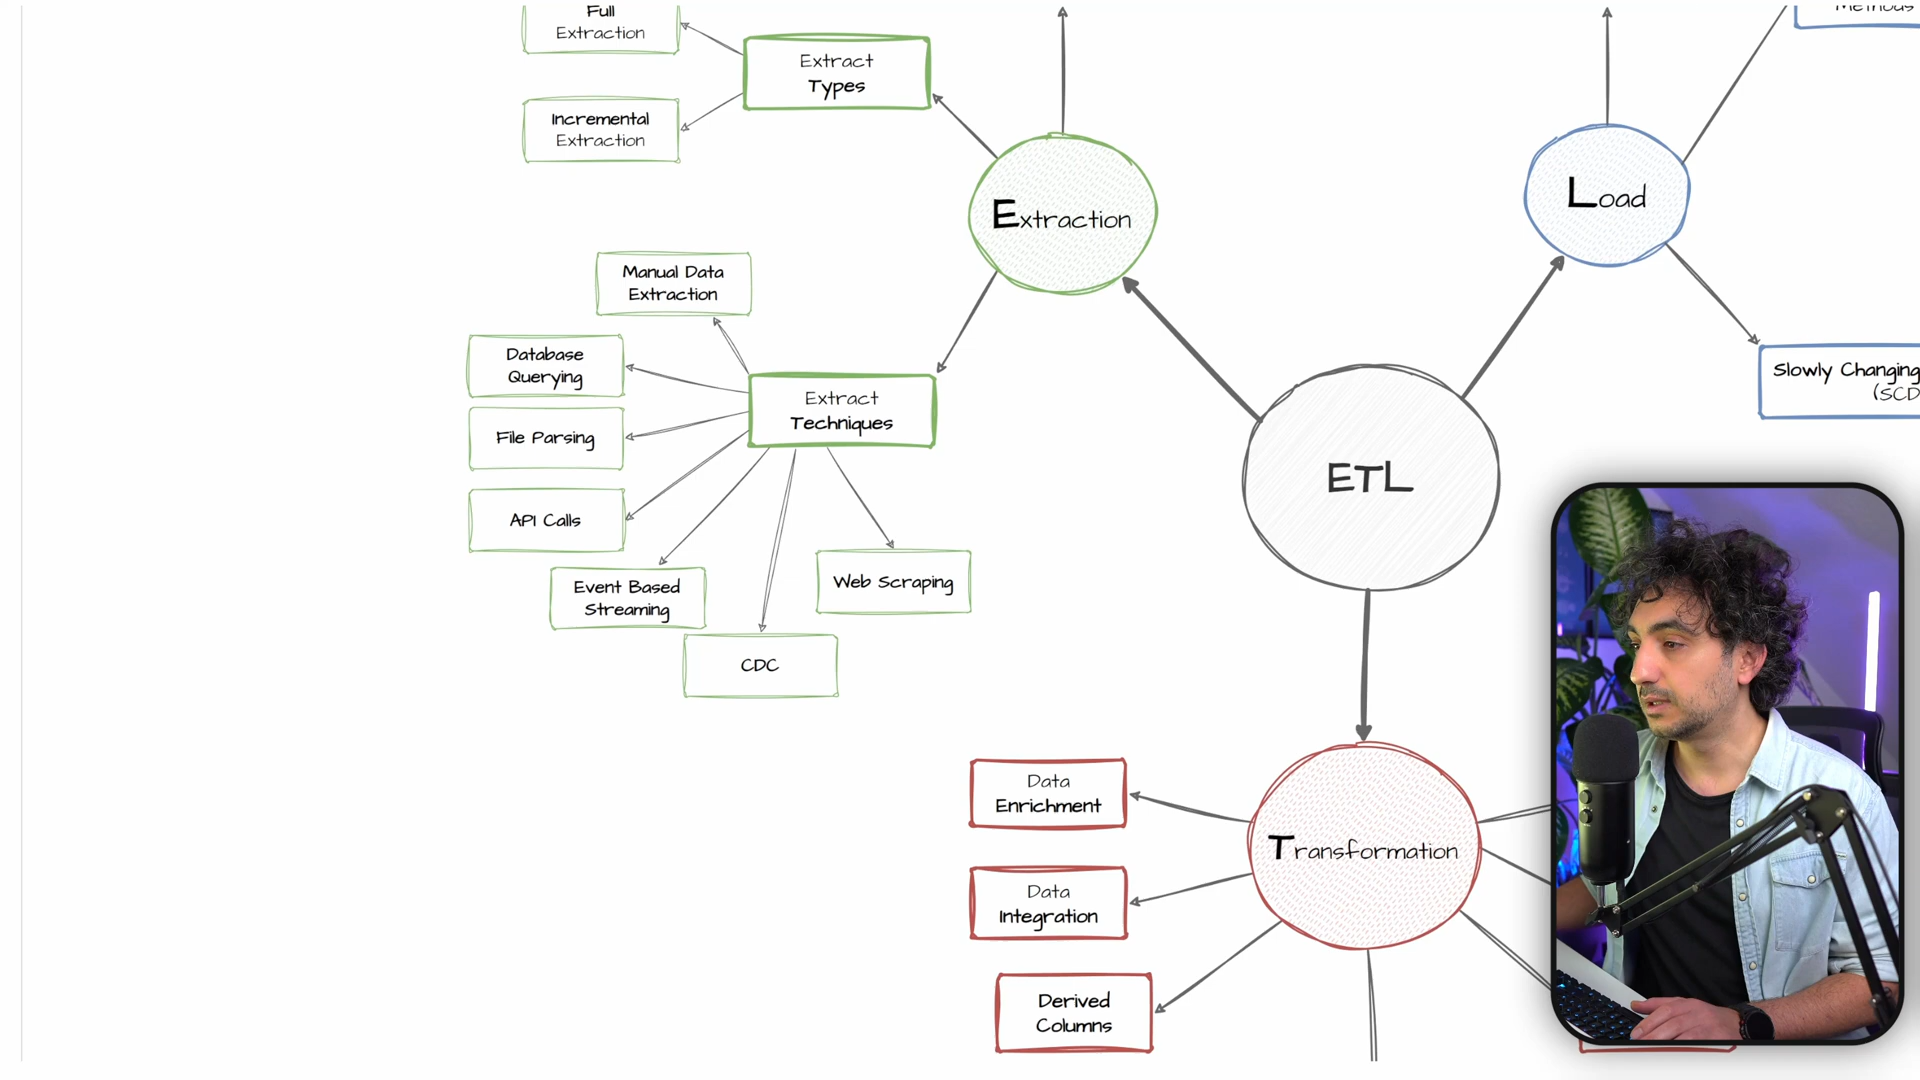 Full
Extraction
Extract
Types
Incremental
Extraction
Extraction
Load
Manual Data
Extraction
Database
Querying
Extract
Techniques
File Parsing
API Calls
Event Based
Streaming
Web Scraping
CDC
ETL
Slowly Changing
(SCD
Data
Enrichment
Transformation
Data
Integration
Derived
Columns